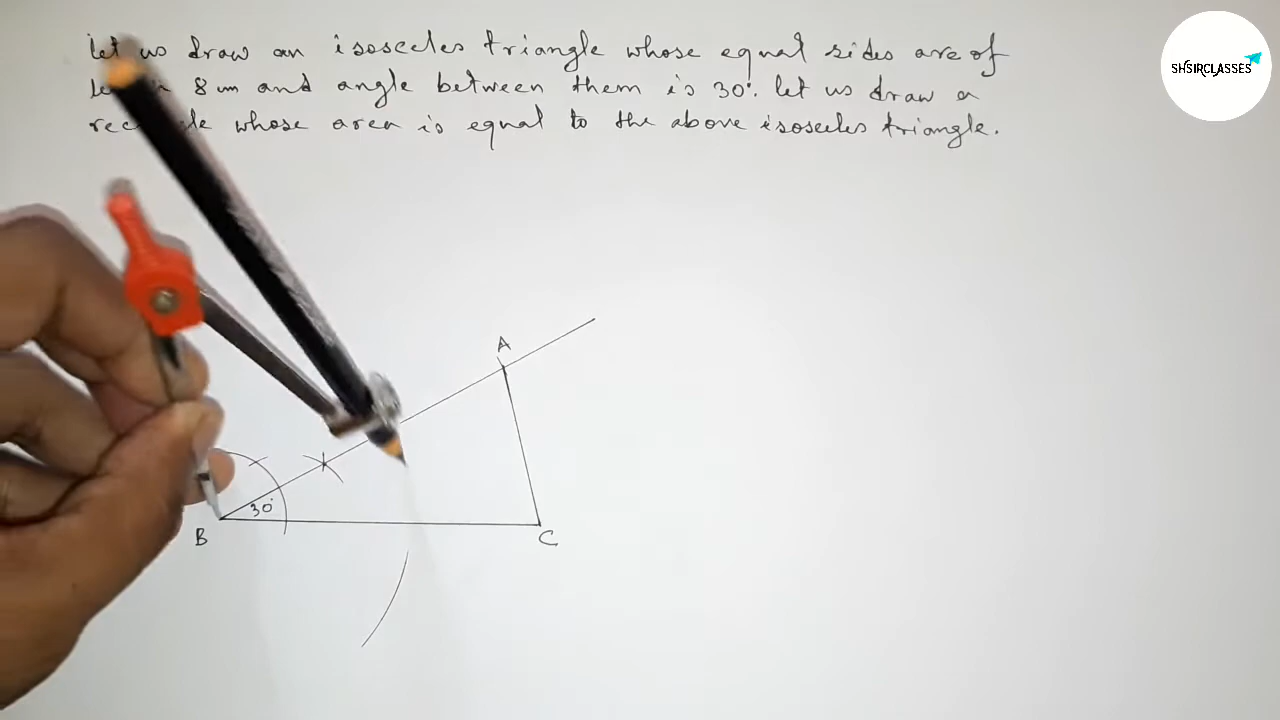 let us draw an isosceles triangle whose equal sides are of
8 cm and angle between them is 30°. let us draw a
whose area is equal to the above isosceles triangle.
SHSIRCLASSES
A
30°
B
C